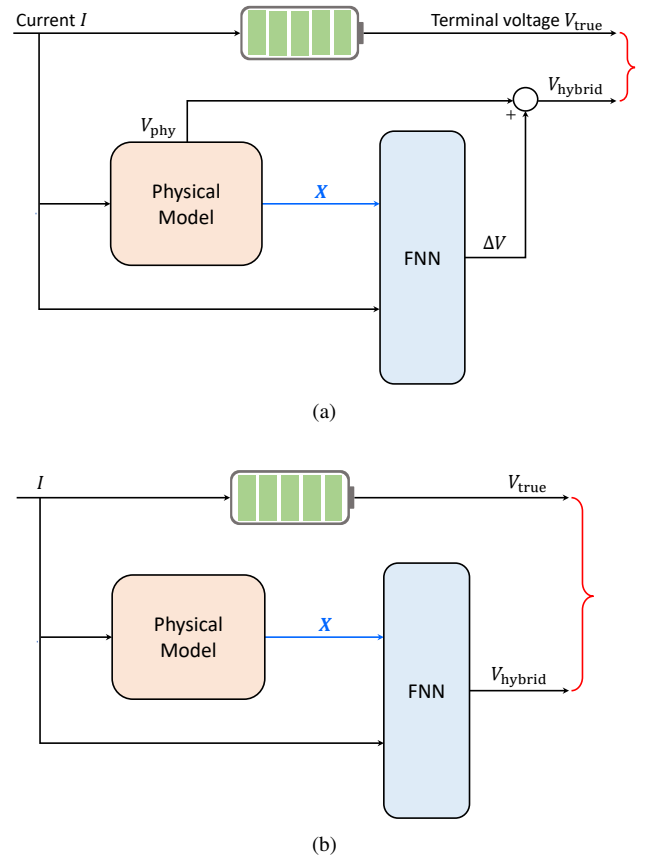 Current I
Terminal voltage V_true
V_hybrid
V_phy
+
Physical
Model
X
FNN
ΔV
(a)
I
V_true
Physical
Model
X
FNN
V_hybrid
(b)